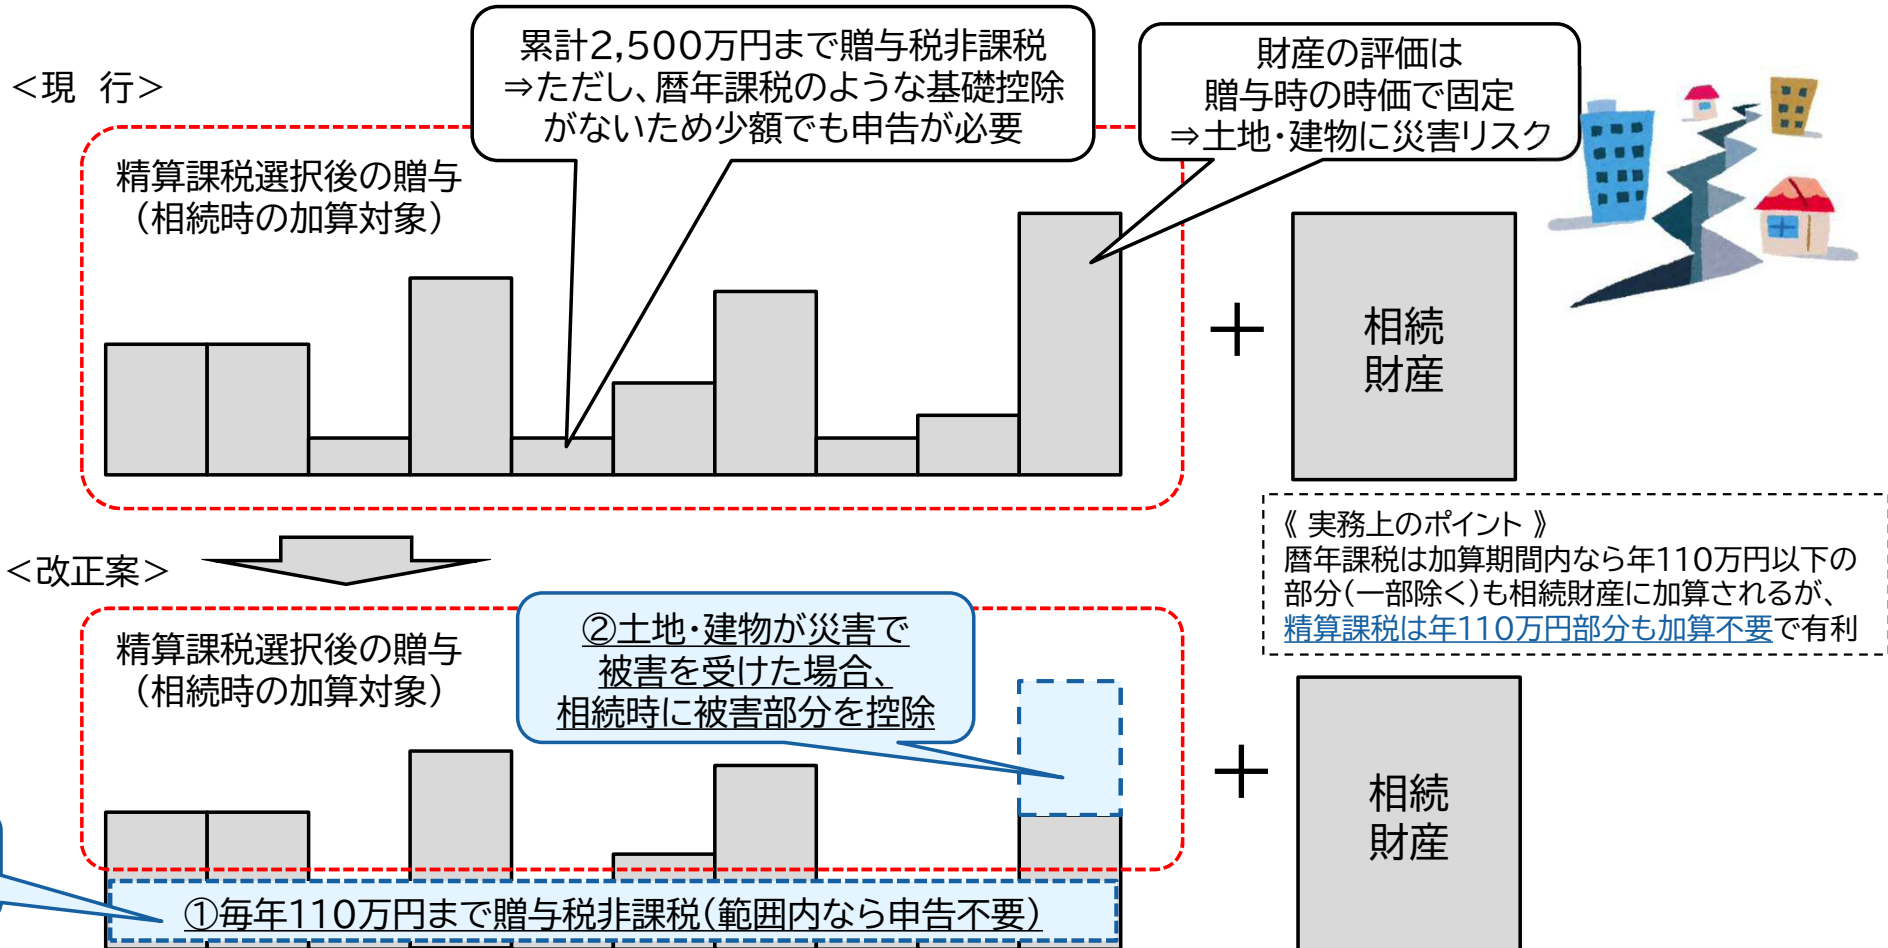 <現 行>
累計2,500万円まで贈与税非課税
⇒ただし、暦年課税のような基礎控除
がないため少額でも申告が必要
財産の評価は
贈与時の時価で固定
⇒土地・建物に災害リスク
精算課税選択後の贈与
（相続時の加算対象）
＋
相続
財産
《 実務上のポイント 》
暦年課税は加算期間内なら年110万円以下の
部分（一部除く）も相続財産に加算されるが、
精算課税は年110万円部分も加算不要で有利
<改正案>
精算課税選択後の贈与
（相続時の加算対象）
②土地・建物が災害で
被害を受けた場合、
相続時に被害部分を控除
＋
相続
財産
①毎年110万円まで贈与税非課税（範囲内なら申告不要）